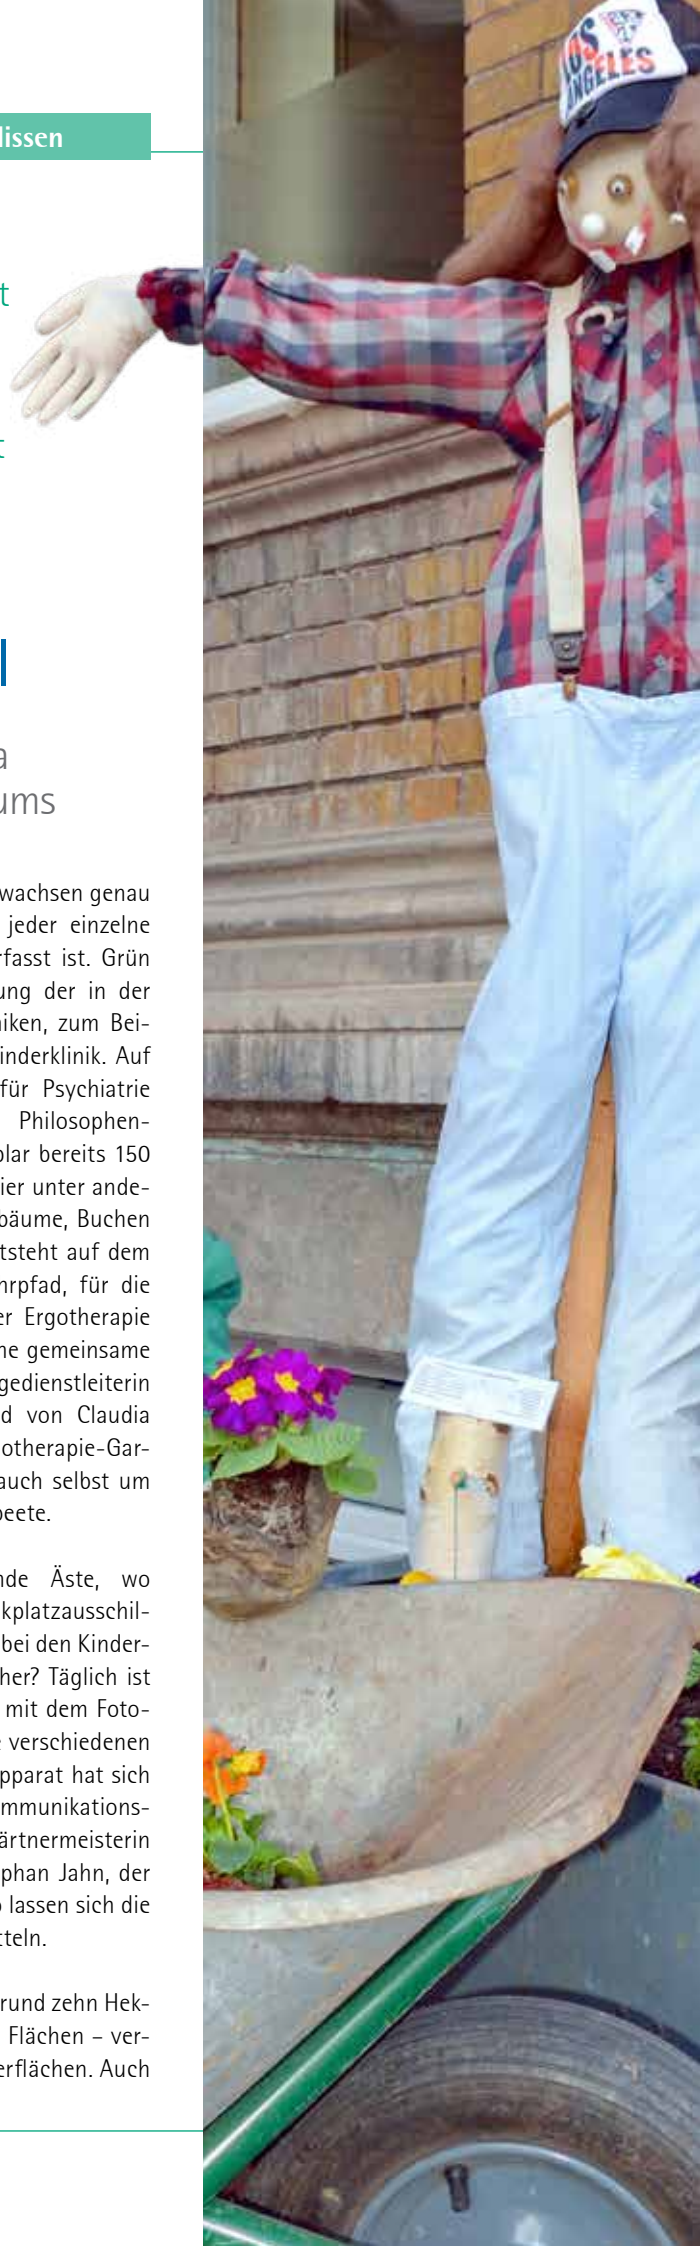 lissen
t
t
l
a
ums
wachsen genau
jeder einzelne
rfasst ist. Grün
ung der in der
niken, zum Bei-
inderklinik. Auf
für Psychiatrie
Philosophen-
plar bereits 150
ier unter ande-
bäume, Buchen
tsteht auf dem
hrpfad, für die
er Ergotherapie
ne gemeinsame
gedienstleiterin
d von Claudia
otherapie-Gar-
auch selbst um
beete.
nde Äste, wo
kplatzausschil-
bei den Kinder-
her? Täglich ist
mit dem Foto-
verschiedenen
pparat hat sich
mmunikations-
ärtnermeisterin
phan Jahn, der
o lassen sich die
tteln.
rund zehn Hek-
Flächen – ver-
erflächen. Auch
LOS
ANGELES